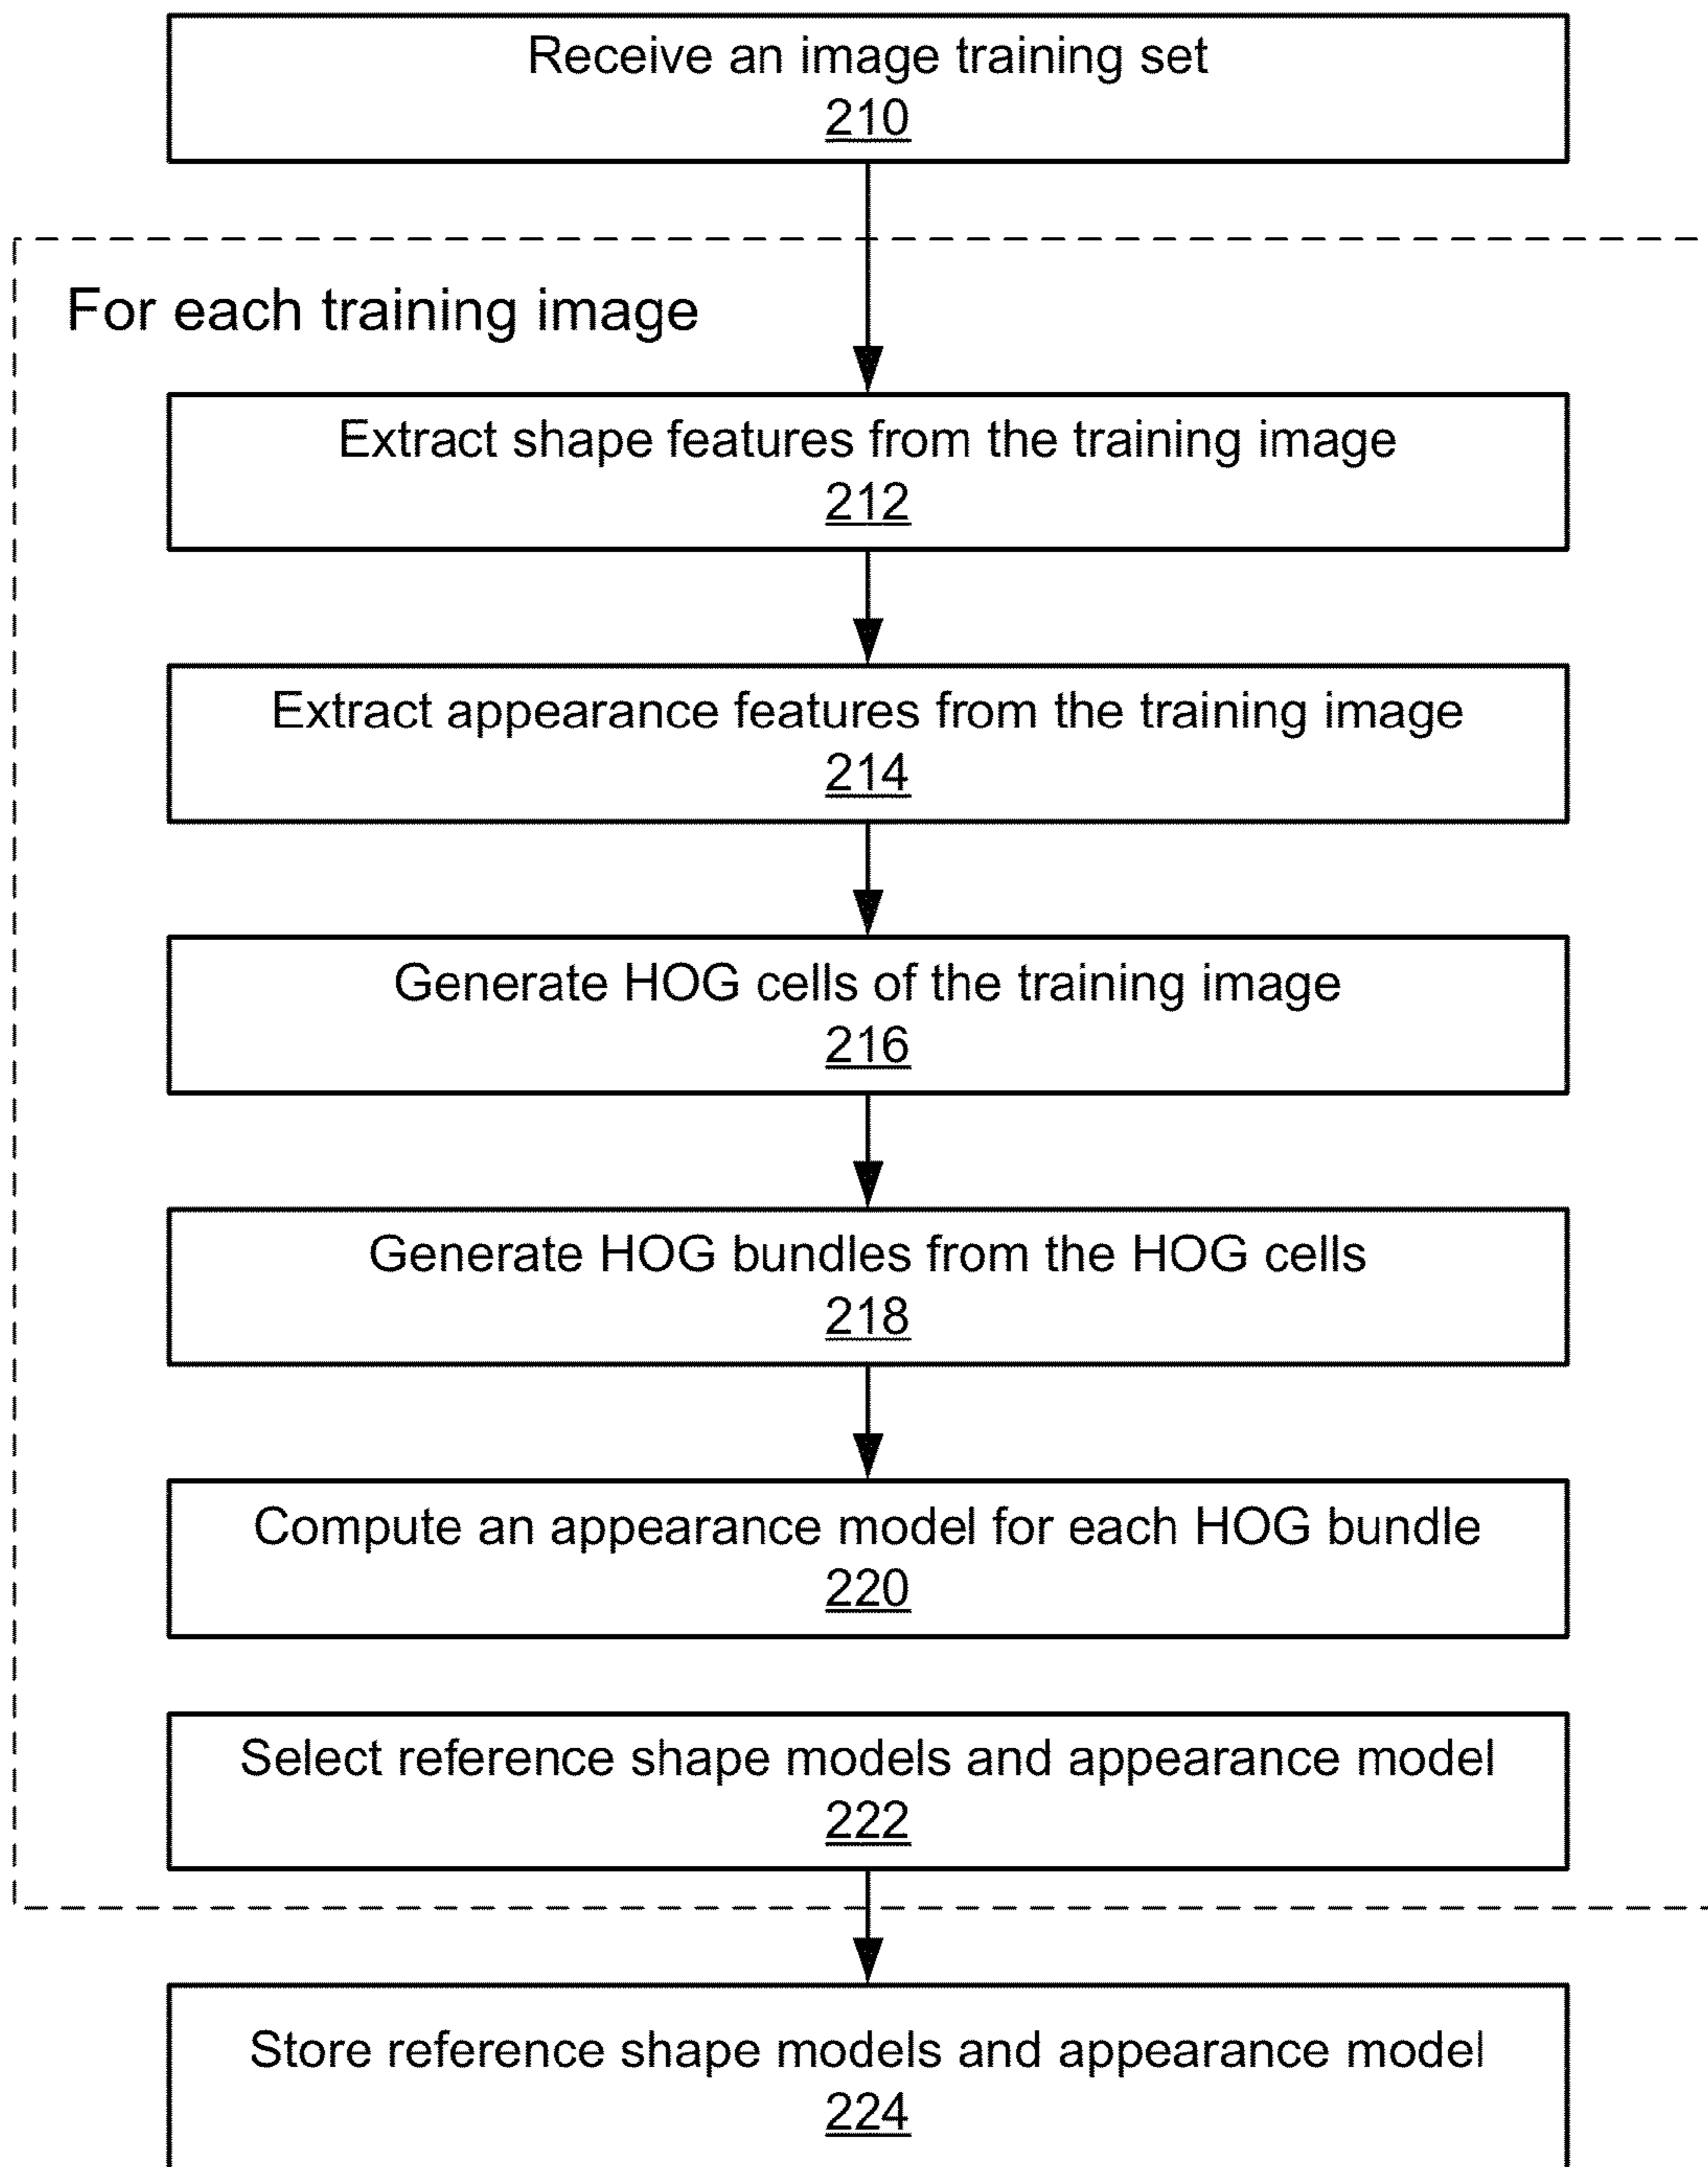 Receive an image training set
210
For each training image
Extract shape features from the training image
212
Extract appearance features from the training image
214
Generate HOG cells of the training image
216
Generate HOG bundles from the HOG cells
218
Compute an appearance model for each HOG bundle
220
Select reference shape models and appearance model
222
Store reference shape models and appearance model
224